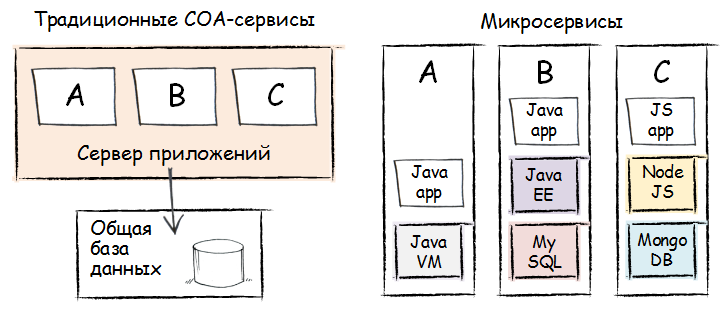 Традиционные СОА-сервисы
A
B
C
Сервер приложений
Общая
база
данных
Микросервисы
A
Java
app
Java
VM
B
Java
app
Java
EE
My
SQL
C
JS
app
Node
JS
Mongo
DB